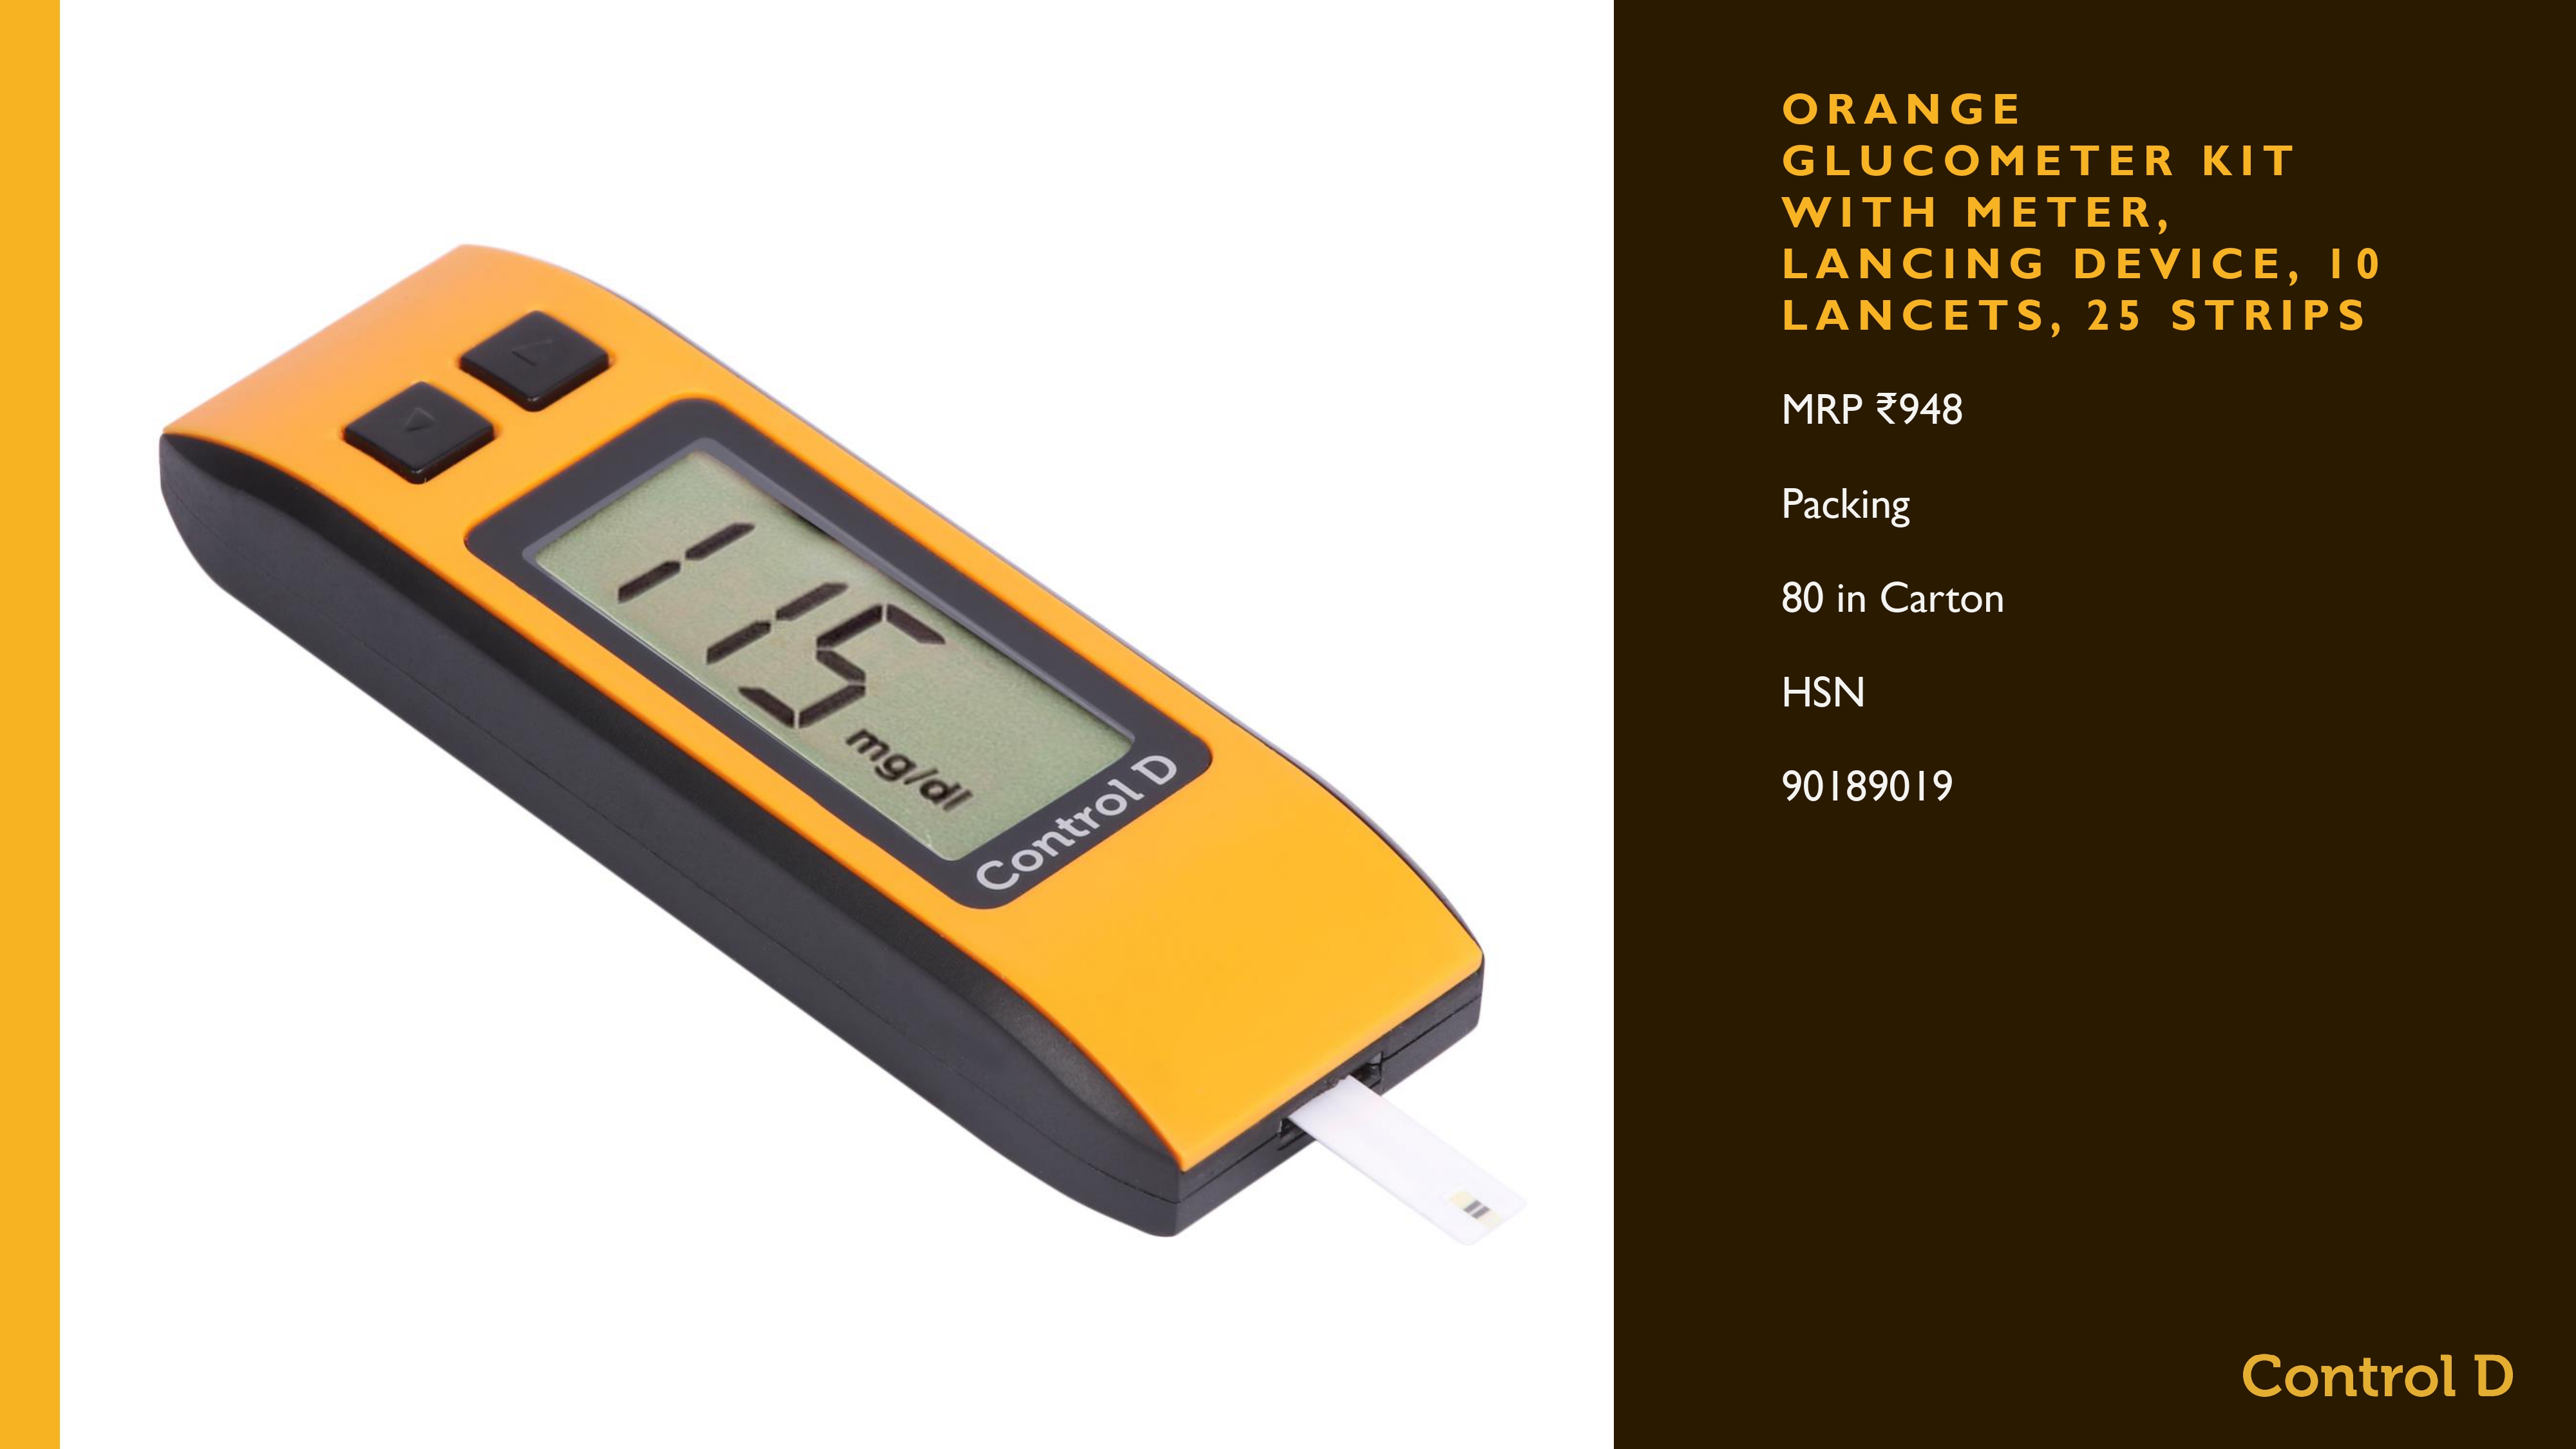 115
mg/dl
Control D
ORANGE
GLUCOMETER KIT
WITH METER,
LANCING DEVICE, 10
LANCETS, 25 STRIPS
MRP ₹948
Packing
80 in Carton
HSN
90189019
Control D